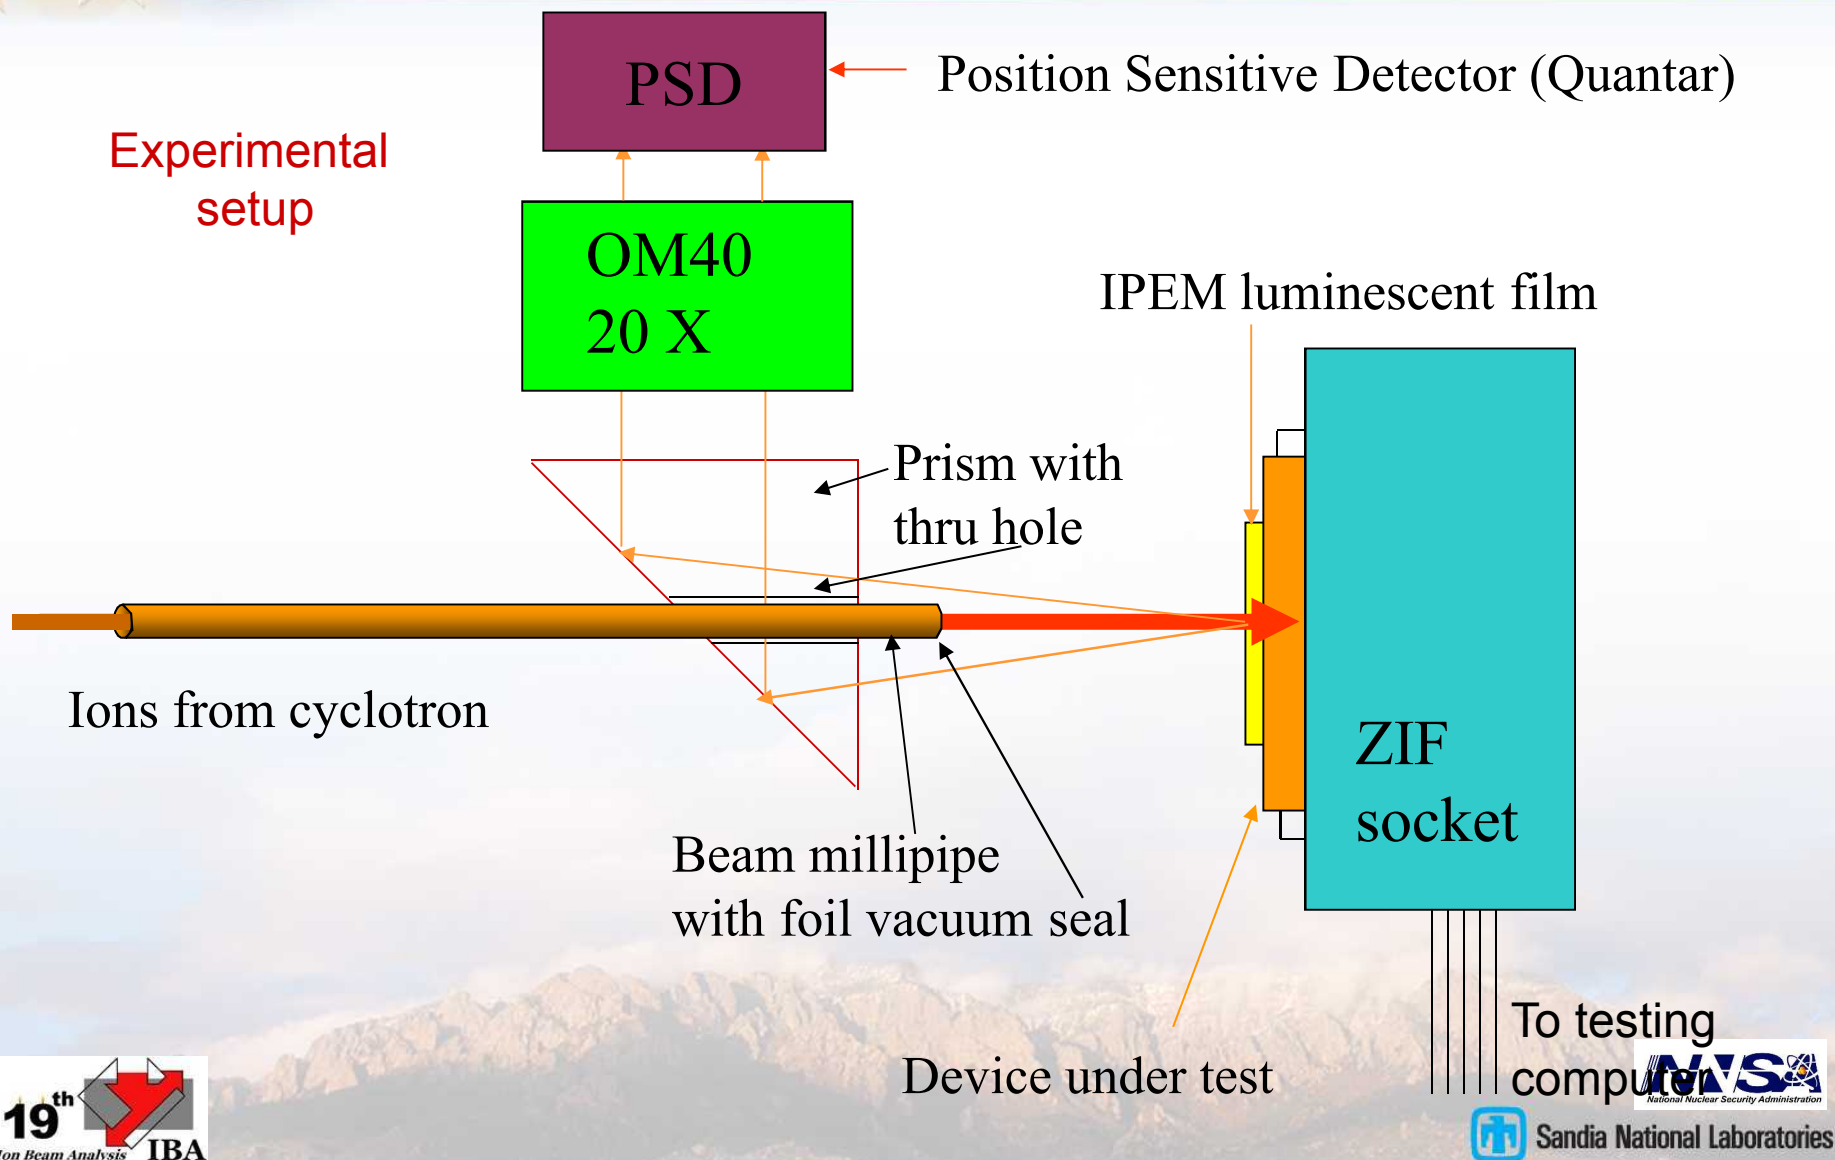 PSD
Position Sensitive Detector (Quantar)
Experimental
setup
OM40
20 X
IPEM luminescent film
Prism with
thru hole
Ions from cyclotron
ZIF
socket
Beam millipipe
with foil vacuum seal
Device under test
To testing
computer
NNSA
National Nuclear Security Administration
19th
Ion Beam Analysis
IBA
Sandia National Laboratories